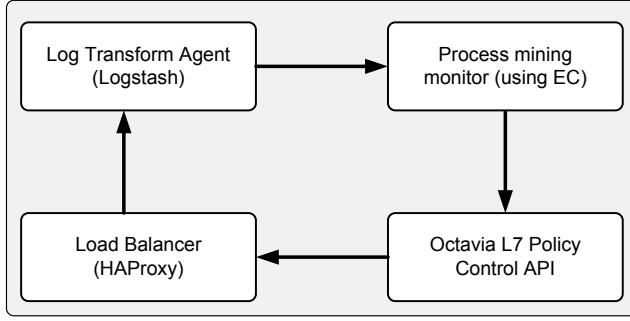 Log Transform Agent
(Logstash)
Process mining
monitor (using EC)
Load Balancer
(HAProxy)
Octavia L7 Policy
Control API